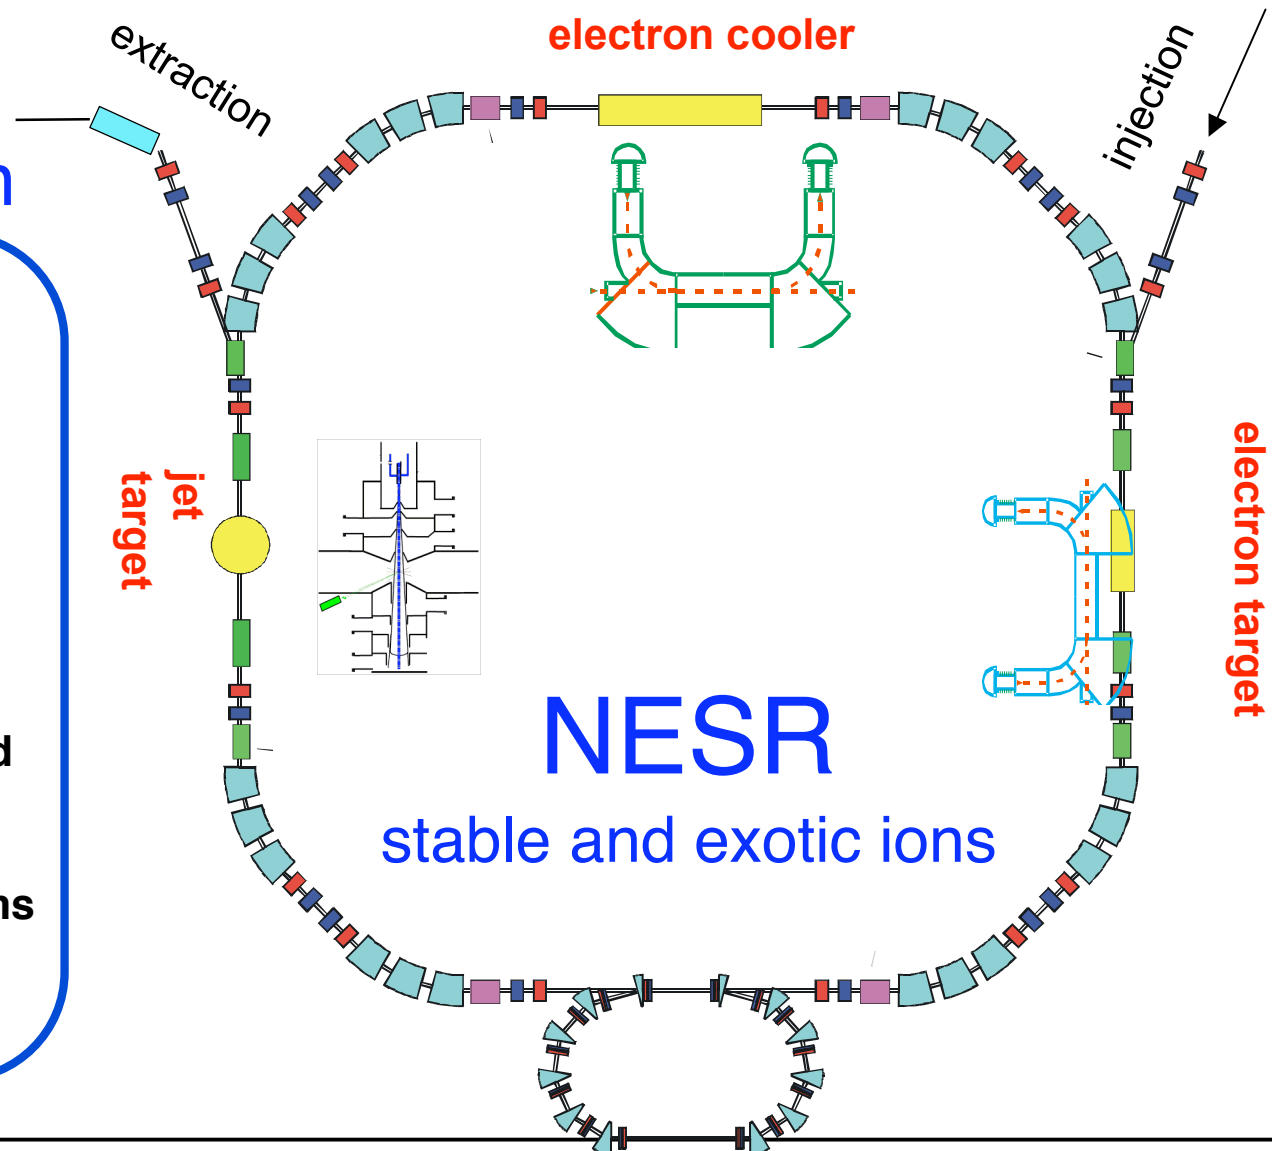 electron cooler
extraction
injection
jet
target
electron target
NESR
stable and exotic ions